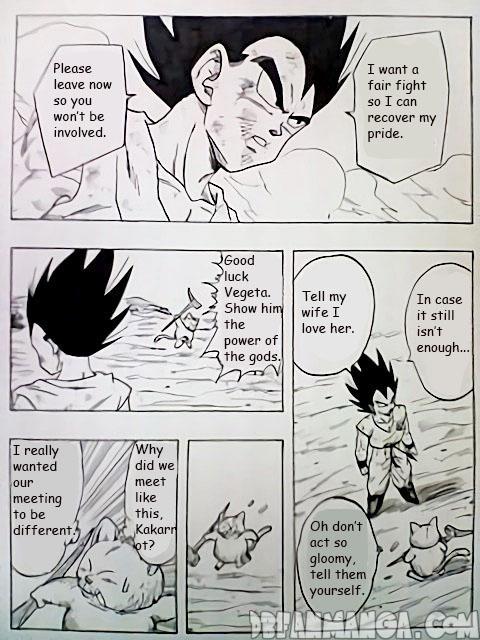 I want a
fair fight
so I can
recover my
pride.
Please
leave now
so you
won't be
involved.
In case
it still
isn't
enough...
Tell my
wife I
love her.
Oh don't
act so
gloomy,
tell them
yourself.
Good
luck
Vegeta.
Show him
the
power of
the gods.
Why
did we
meet
like
this,
Kakarr
ot?
I really
wanted
our
meeting
to be
different.
DBFANMANGA.COM